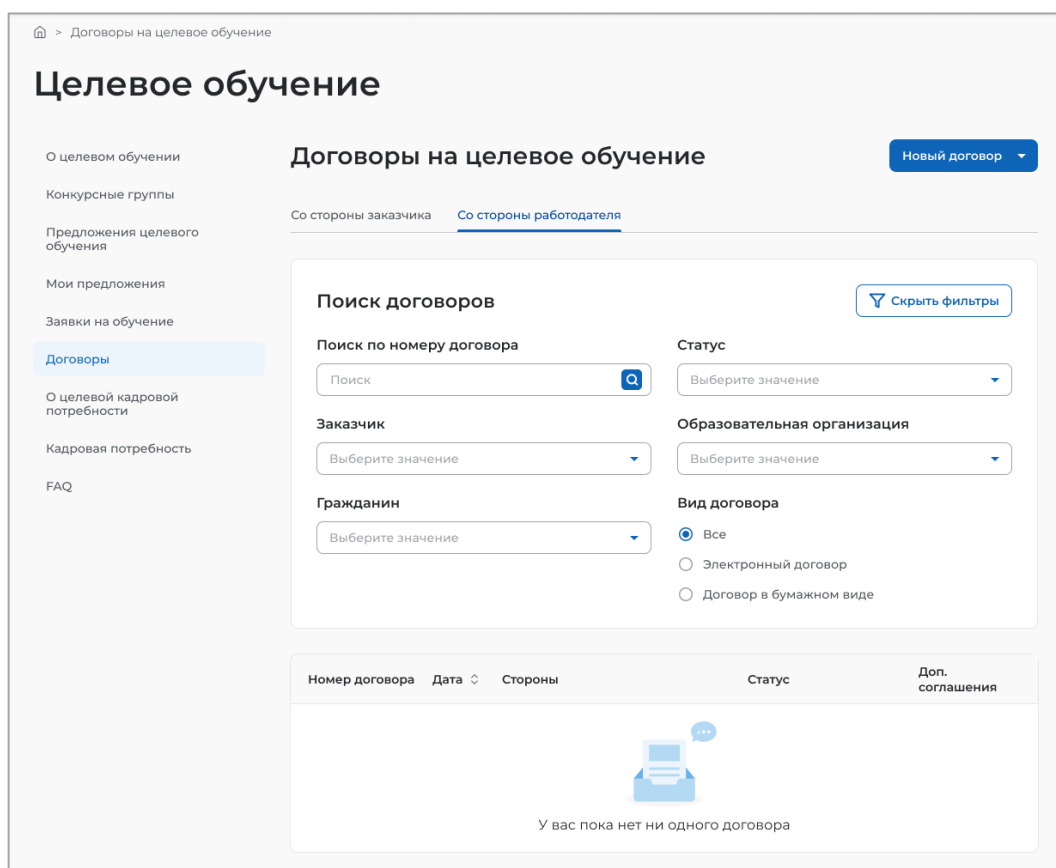 > Договоры на целевое обучение
Целевое обучение
О целевом обучении
Конкурсные группы
Предложения целевого
обучения
Мои предложения
Заявки на обучение
Договоры
О целевой кадровой
потребности
Кадровая потребность
FAQ
Договоры на целевое обучение
Новый договор
Со стороны заказчика Со стороны работодателя
Поиск договоров
Скрыть фильтры
Поиск по номеру договора
Поиск
Статус
Выберите значение
Заказчик
Выберите значение
Образовательная организация
Выберите значение
Гражданин
Выберите значение
Вид договора
Все
Электронный договор
Договор в бумажном виде
Номер договора Дата Стороны Статус Доп.
соглашения
У вас пока нет ни одного договора